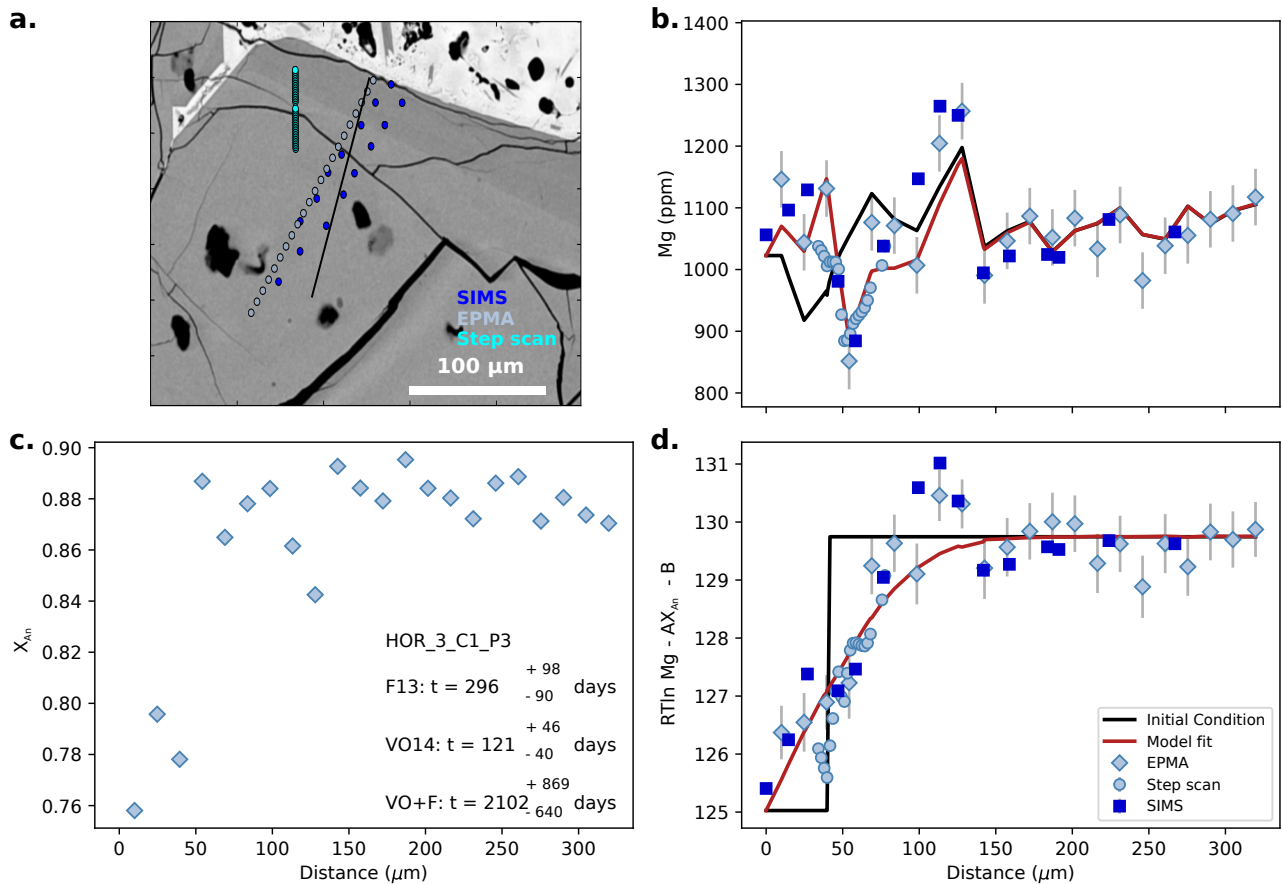 a.
SIMS
EPMA
Step scan
100 μm
b.
Mg (ppm)
1400
1300
1200
1100
1000
900
800
c.
X_An
0.90
0.88
0.86
0.84
0.82
0.80
0.78
0.76
HOR_3_C1_P3
F13: t = 296 + 98 - 90 days
VO14: t = 121 + 46 - 40 days
VO+F: t = 2102 + 869 - 640 days
0 50 100 150 200 250 300
Distance (μm)
d.
RTln Mg - AX_An - B
131
130
129
128
127
126
125
Initial Condition
Model fit
EPMA
Step scan
SIMS
0 50 100 150 200 250 300
Distance (μm)